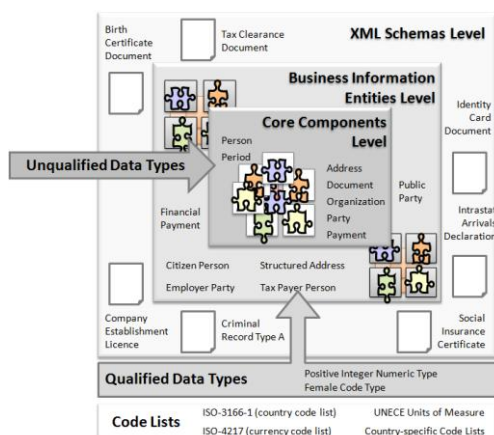 Birth
Certificate
Document
Tax Clearance
Document
XML Schemas Level
Business Information
Entities Level
Identity
Card
Document
Core Components
Level
Person
Period
Unqualified Data Types
Address
Document
Organization
Party
Payment
Public
Party
Financial
Payment
Intrastat
Arrivals
Declaration
Citizen Person
Structured Address
Employer Party
Tax Payer Person
Company
Establishment
Licence
Criminal
Record Type A
Social
Insurance
Certificate
Qualified Data Types
Positive Integer Numeric Type
Female Code Type
Code Lists
ISO-3166-1 (country code list)
UNECE Units of Measure
ISO-4217 (currency code list)
Country-specific Code Lists